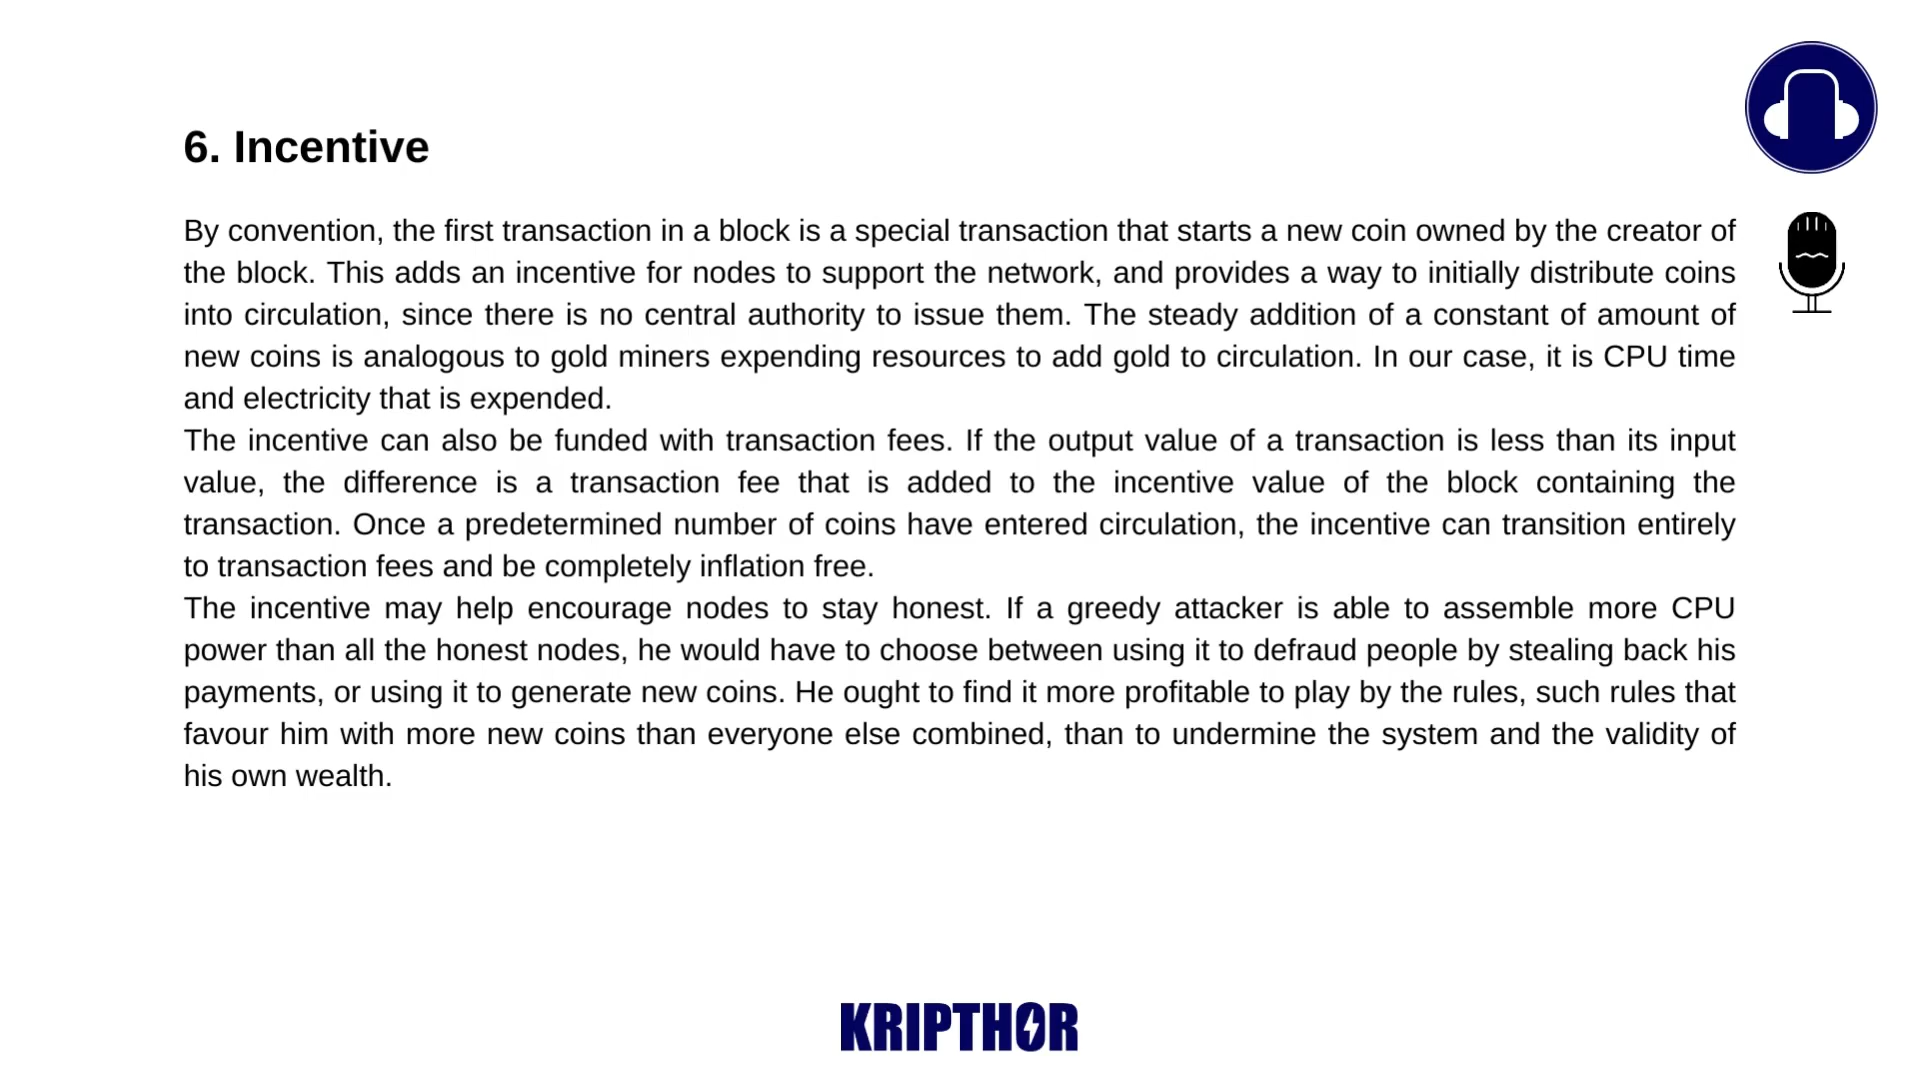 6. Incentive
By convention, the first transaction in a block is a special transaction that starts a new coin owned by the creator of
the block. This adds an incentive for nodes to support the network, and provides a way to initially distribute coins
into circulation, since there is no central authority to issue them. The steady addition of a constant of amount of
new coins is analogous to gold miners expending resources to add gold to circulation. In our case, it is CPU time
and electricity that is expended.
The incentive can also be funded with transaction fees. If the output value of a transaction is less than its input
value, the difference is a transaction fee that is added to the incentive value of the block containing the
transaction. Once a predetermined number of coins have entered circulation, the incentive can transition entirely
to transaction fees and be completely inflation free.
The incentive may help encourage nodes to stay honest. If a greedy attacker is able to assemble more CPU
power than all the honest nodes, he would have to choose between using it to defraud people by stealing back his
payments, or using it to generate new coins. He ought to find it more profitable to play by the rules, such rules that
favour him with more new coins than everyone else combined, than to undermine the system and the validity of
his own wealth.
KRIPTHOR